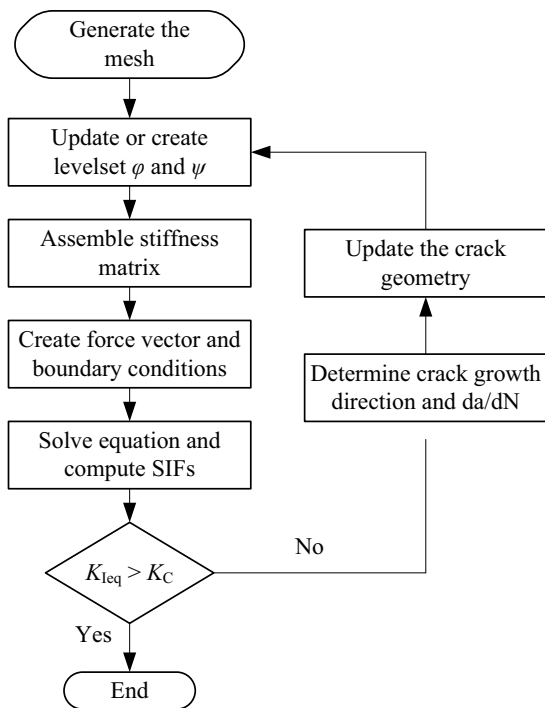 Generate the
mesh
Update or create
levelset φ and ψ
Assemble stiffness
matrix
Create force vector and
boundary conditions
Solve equation and
compute SIFs
K_Ieq > K_C
Yes
End
No
Determine crack growth
direction and da/dN
Update the crack
geometry